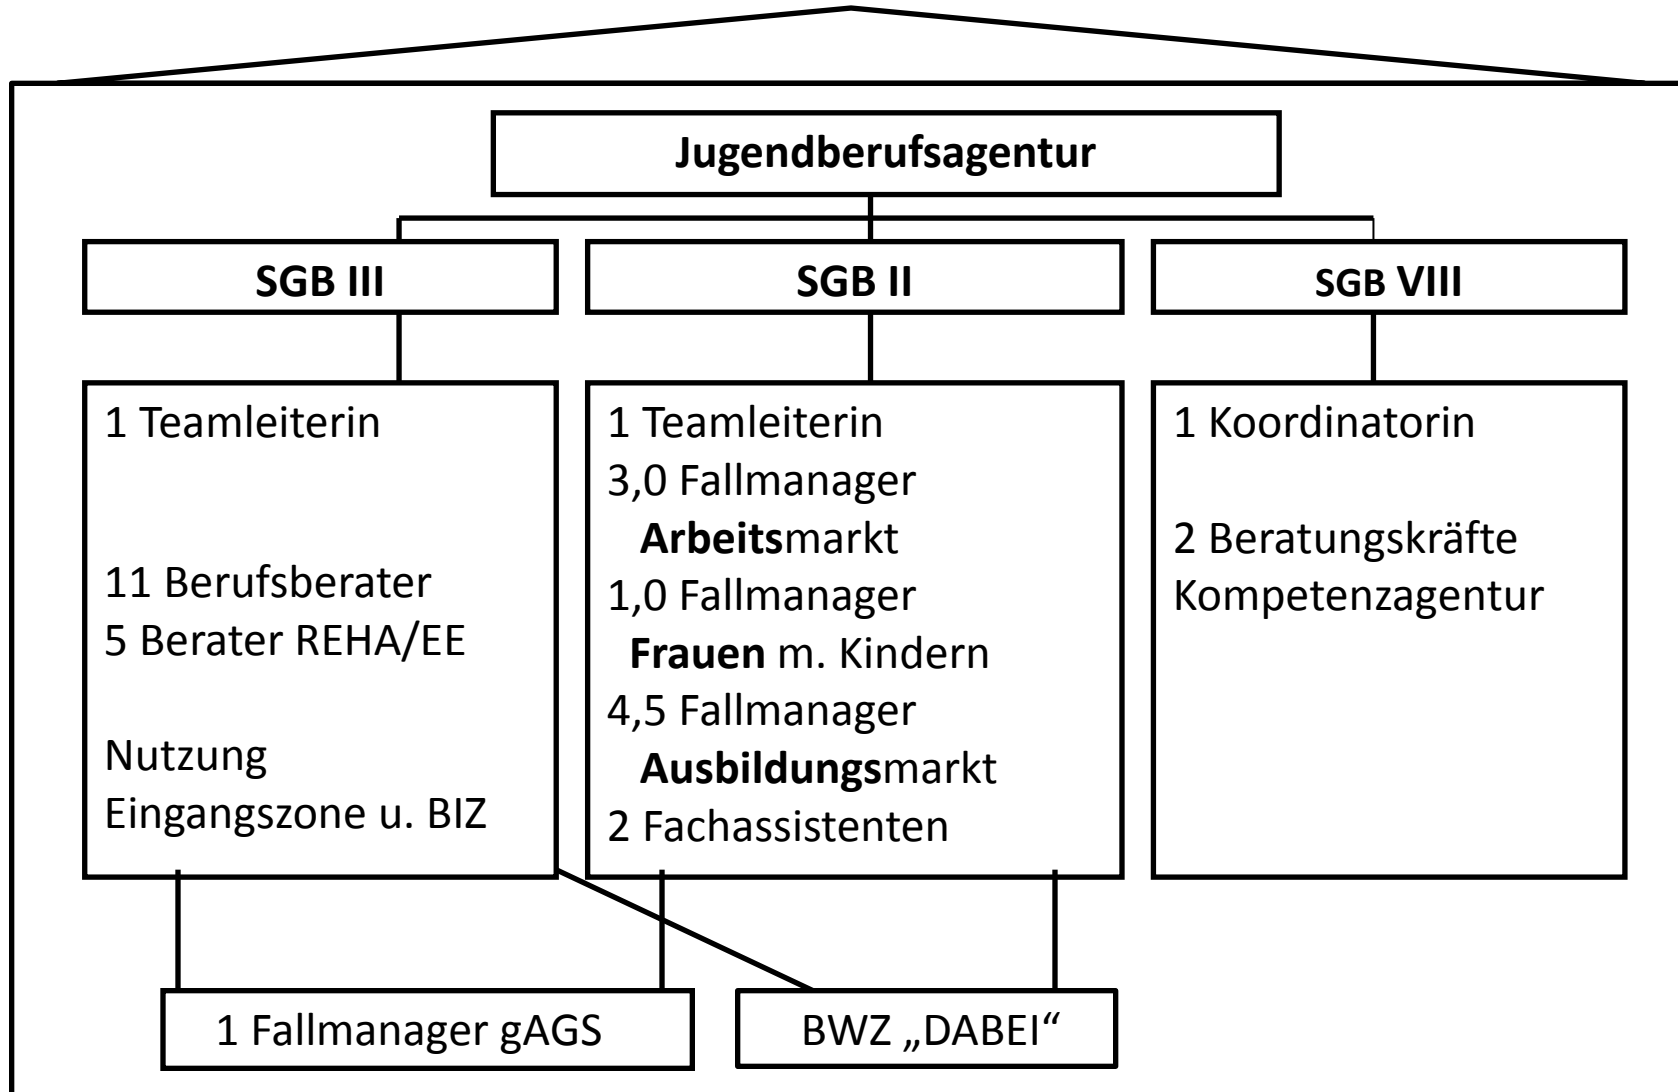 Jugendberufsagentur
SGB III
SGB II
SGB VIII
1 Teamleiterin
11 Berufsberater
5 Berater REHA/EE
Nutzung
Eingangszone u. BIZ
1 Teamleiterin
3,0 Fallmanager
Arbeitsmarkt
1,0 Fallmanager
Frauen m. Kindern
4,5 Fallmanager
Ausbildungsmarkt
2 Fachassistenten
1 Koordinatorin
2 Beratungskräfte
Kompetenzagentur
1 Fallmanager gAGS
BWZ „DABEI“